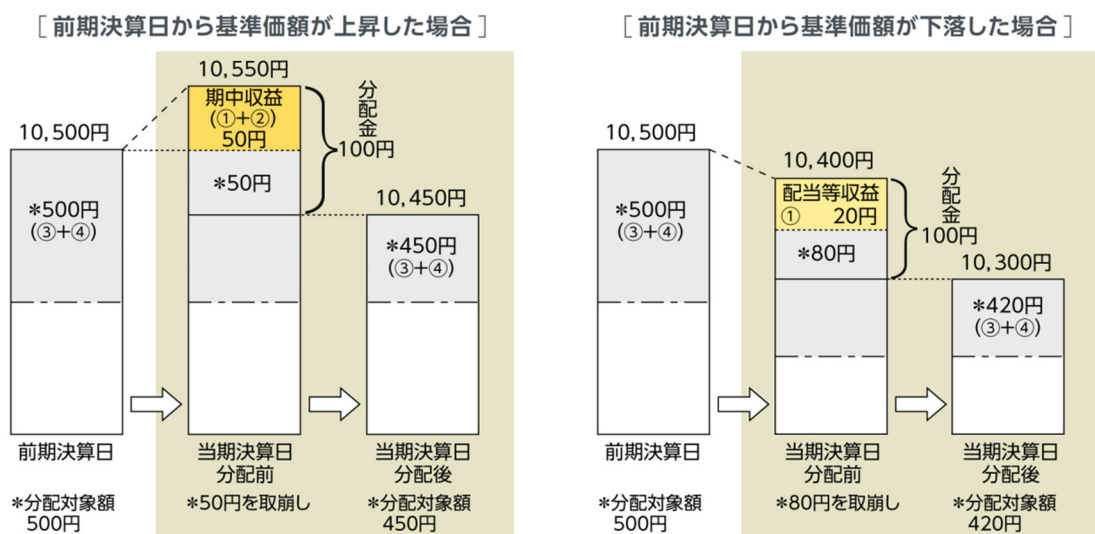 [前期決算日から基準価額が上昇した場合]
10,550円
期中収益
(①+②)
50円
分配金
100円
10,500円
*500円
(③+④)
*50円
10,450円
*450円
(③+④)
前期決算日
当期決算日
分配前
当期決算日
分配後
*分配対象額
500円
*50円を取崩し
*分配対象額
450円
[前期決算日から基準価額が下落した場合]
10,500円
*500円
(③+④)
10,400円
配当等収益
① 20円
*80円
分配金
100円
10,300円
*420円
(③+④)
前期決算日
当期決算日
分配前
当期決算日
分配後
*分配対象額
500円
*80円を取崩し
*分配対象額
420円